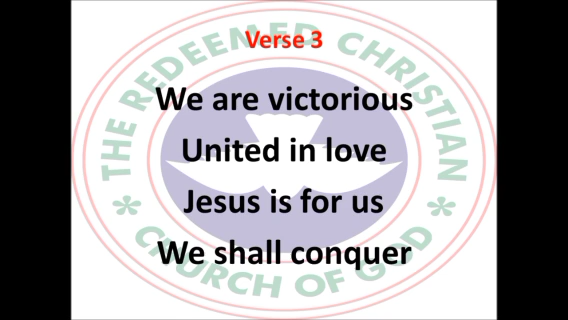 Verse 3
We are victorious
United in love
Jesus is for us
We shall conquer
THE REDEEMED CHRISTIAN
CHURCH OF GOD